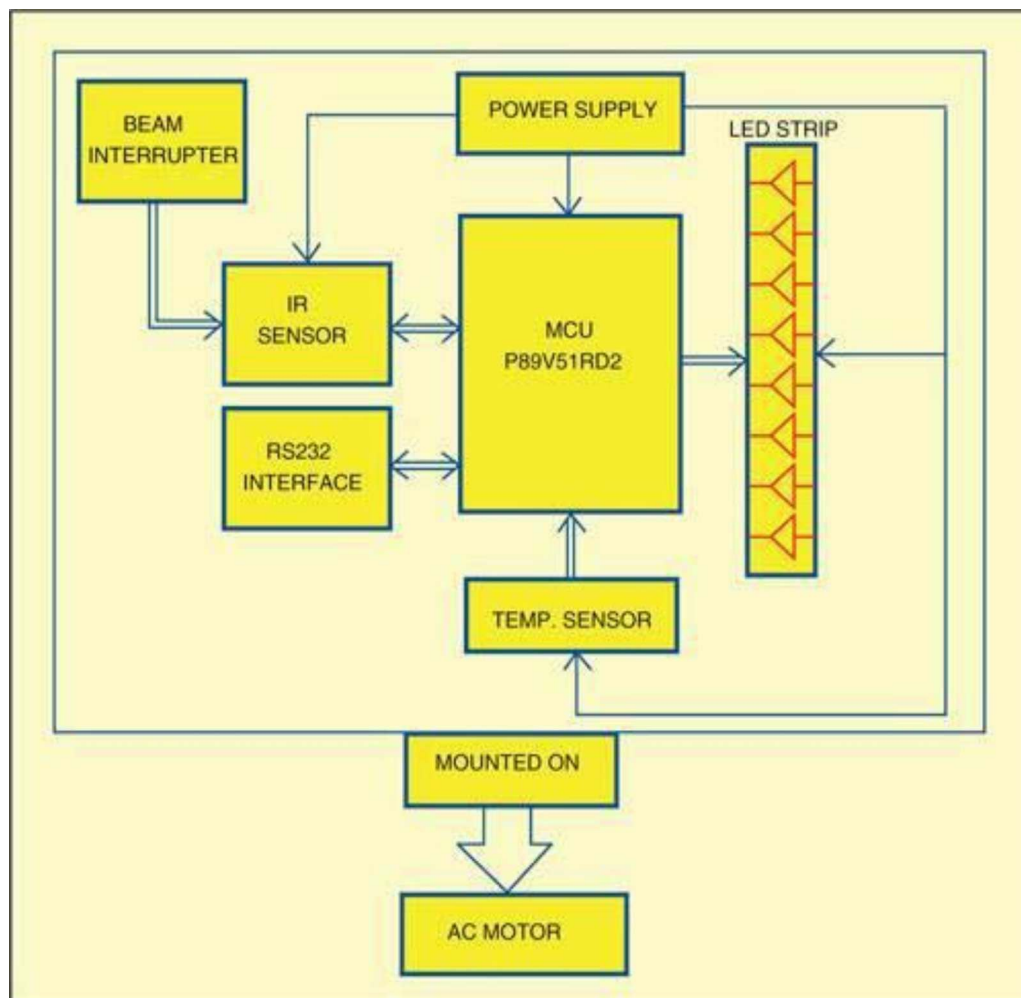 BEAM
INTERRUPTER
POWER SUPPLY
LED STRIP
IR
SENSOR
MCU
P89V51RD2
RS232
INTERFACE
TEMP. SENSOR
MOUNTED ON
AC MOTOR